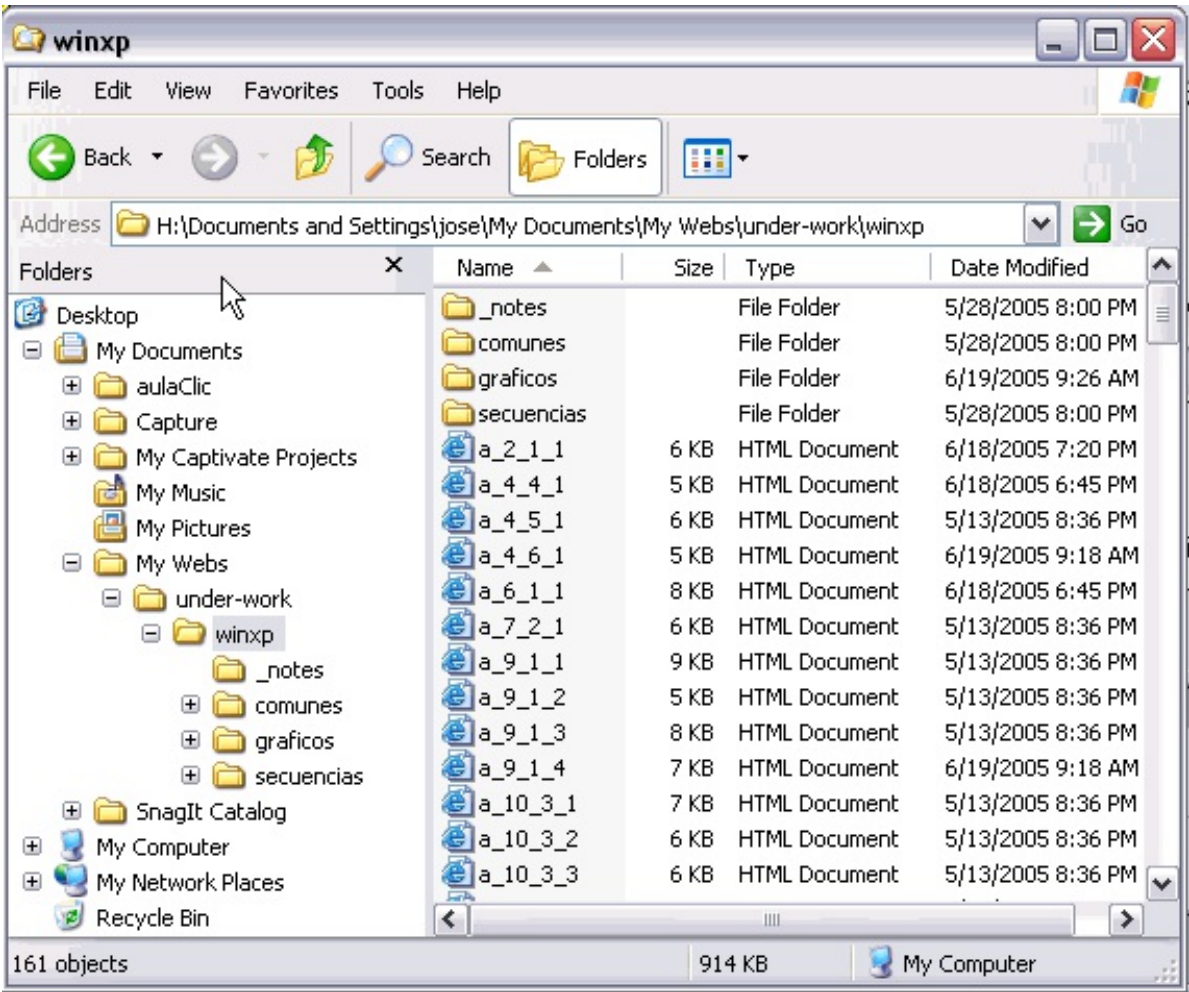 winxp
File Edit View Favorites Tools Help
Back Search Folders
Address H:\Documents and Settings\jose\My Documents\My Webs\under-work\winxp Go
Folders
Desktop
My Documents
aulaClic
Capture
My Captivate Projects
My Music
My Pictures
My Webs
under-work
winxp
_notes
comunes
graficos
secuencias
SnagIt Catalog
My Computer
My Network Places
Recycle Bin
Name Size Type Date Modified
_notes File Folder 5/28/2005 8:00 PM
comunes File Folder 5/28/2005 8:00 PM
graficos File Folder 6/19/2005 9:26 AM
secuencias File Folder 5/28/2005 8:00 PM
a_2_1_1 6 KB HTML Document 6/18/2005 7:20 PM
a_4_4_1 5 KB HTML Document 6/18/2005 6:45 PM
a_4_5_1 6 KB HTML Document 5/13/2005 8:36 PM
a_4_6_1 5 KB HTML Document 6/19/2005 9:18 AM
a_6_1_1 8 KB HTML Document 6/18/2005 6:45 PM
a_7_2_1 6 KB HTML Document 5/13/2005 8:36 PM
a_9_1_1 9 KB HTML Document 5/13/2005 8:36 PM
a_9_1_2 5 KB HTML Document 5/13/2005 8:36 PM
a_9_1_3 8 KB HTML Document 5/13/2005 8:36 PM
a_9_1_4 7 KB HTML Document 6/19/2005 9:18 AM
a_10_3_1 7 KB HTML Document 5/13/2005 8:36 PM
a_10_3_2 6 KB HTML Document 5/13/2005 8:36 PM
a_10_3_3 6 KB HTML Document 5/13/2005 8:36 PM
161 objects 914 KB My Computer